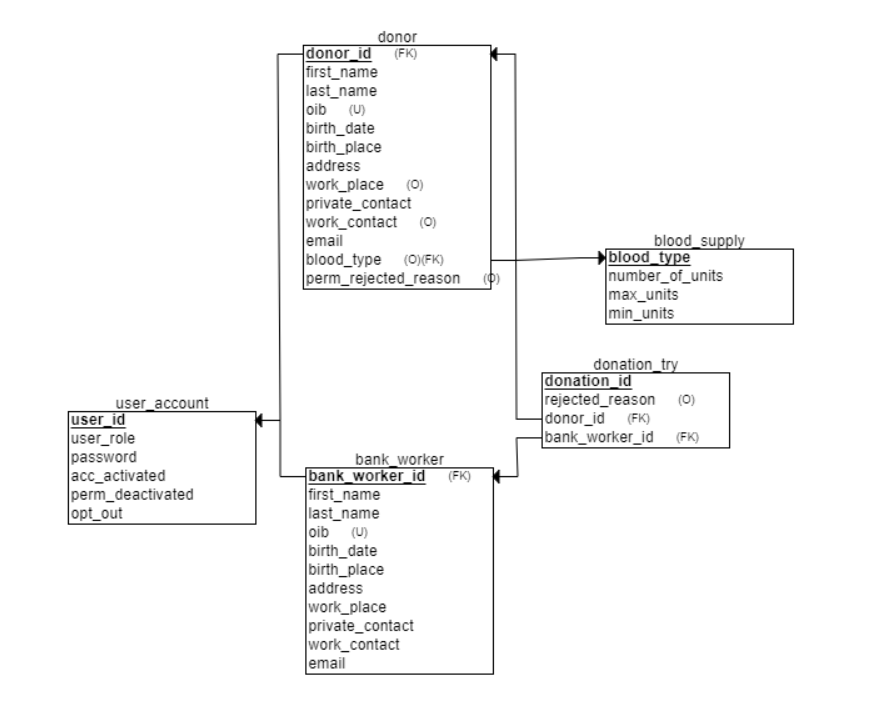 donor
donor_id (FK)
first_name
last_name
oib (U)
birth_date
birth_place
address
work_place (O)
private_contact
work_contact (O)
email
blood_type (O)(FK)
perm_rejected_reason (O)
blood_supply
blood_type
number_of_units
max_units
min_units
donation_try
donation_id
rejected_reason (O)
donor_id (FK)
bank_worker_id (FK)
user_account
user_id
user_role
password
acc_activated
perm_deactivated
opt_out
bank_worker
bank_worker_id (FK)
first_name
last_name
oib (U)
birth_date
birth_place
address
work_place
private_contact
work_contact
email